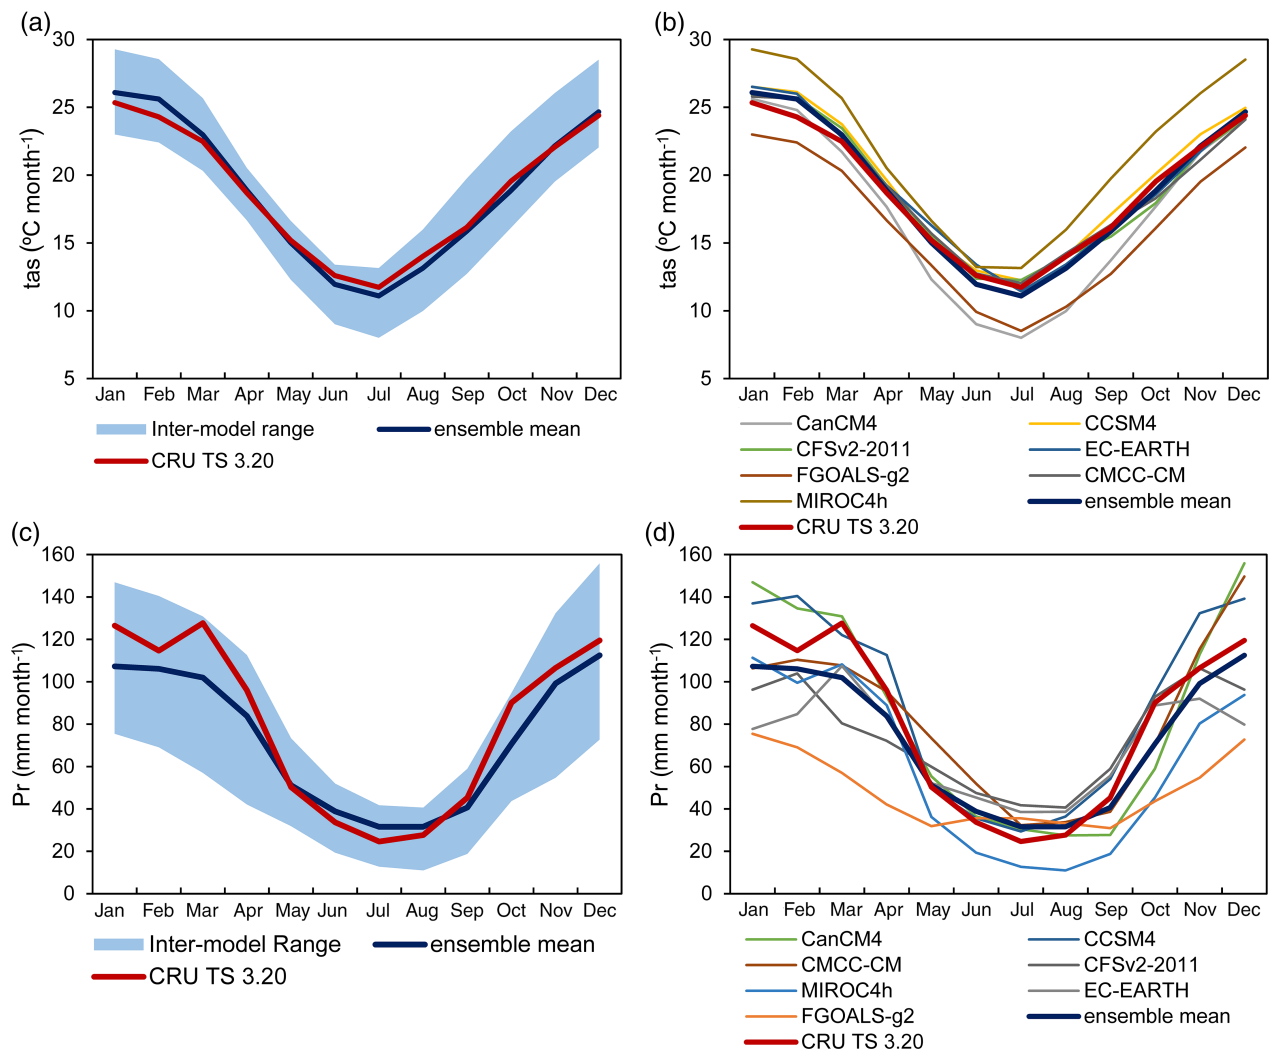 (a)
30
25
20
15
10
5
tas (ºC month-1)
Jan Feb Mar Apr May Jun Jul Aug Sep Oct Nov Dec
Inter-model range
ensemble mean
CRU TS 3.20
(b)
30
25
20
15
10
5
tas (ºC month-1)
Jan Feb Mar Apr May Jun Jul Aug Sep Oct Nov Dec
CanCM4
CCSM4
CFSv2-2011
EC-EARTH
FGOALS-g2
CMCC-CM
MIROC4h
ensemble mean
CRU TS 3.20
(c)
160
140
120
100
80
60
40
20
0
Pr (mm month-1)
Jan Feb Mar Apr May Jun Jul Aug Sep Oct Nov Dec
Inter-model Range
ensemble mean
CRU TS 3.20
(d)
160
140
120
100
80
60
40
20
0
Pr (mm month-1)
Jan Feb Mar Apr May Jun Jul Aug Sep Oct Nov Dec
CanCM4
CCSM4
CMCC-CM
CFSv2-2011
MIROC4h
EC-EARTH
FGOALS-g2
ensemble mean
CRU TS 3.20